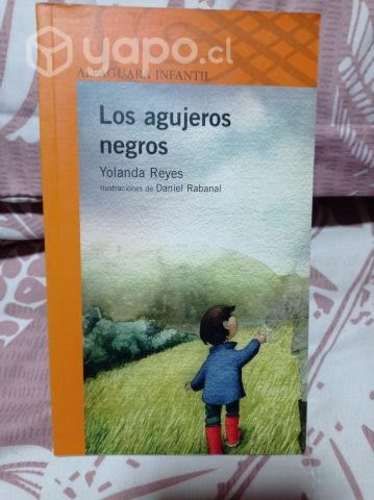 yapo.cl
ALFAGUARA INFANTIL
Los agujeros
negros
Yolanda Reyes
Ilustraciones de Daniel Rabanal